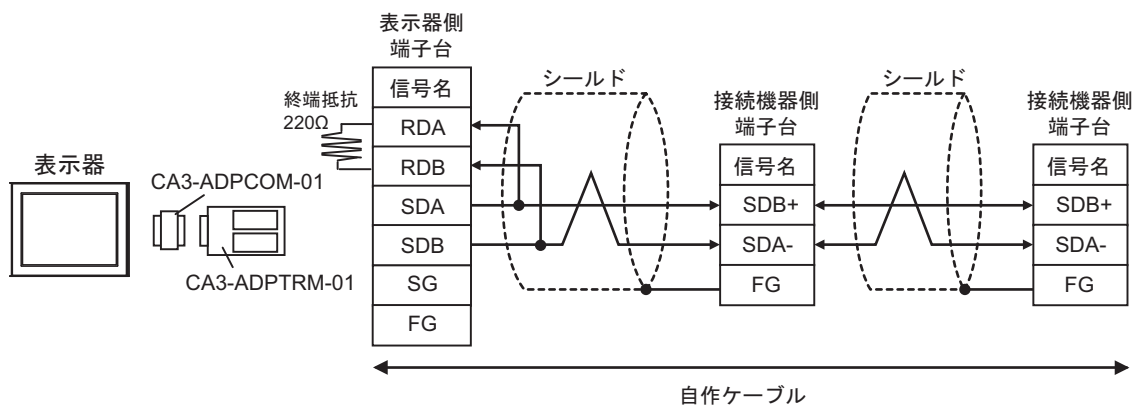 表示器
CA3-ADPCOM-01
CA3-ADPTRM-01
終端抵抗
220Ω
表示器側
端子台
信号名
RDA
RDB
SDA
SDB
SG
FG
シールド
接続機器側
端子台
信号名
SDB+
SDA-
FG
シールド
接続機器側
端子台
信号名
SDB+
SDA-
FG
自作ケーブル